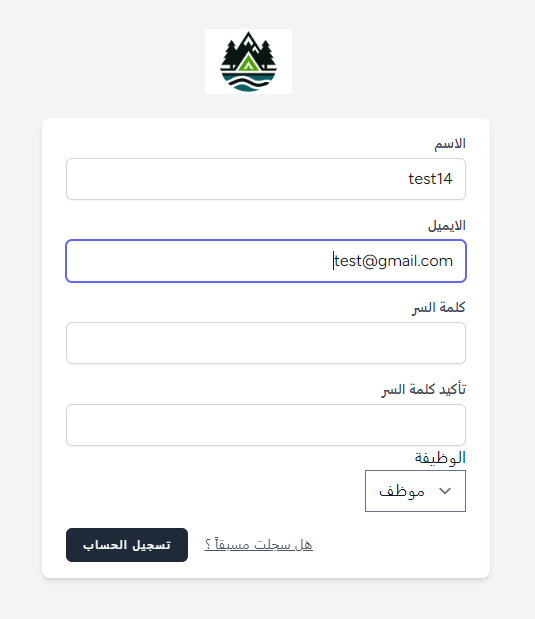 الاسم
test14
الايميل
test@gmail.com
كلمة السر
تأكيد كلمة السر
الوظيفة
موظف
هل سجلت مسبقاً ؟
تسجيل الحساب